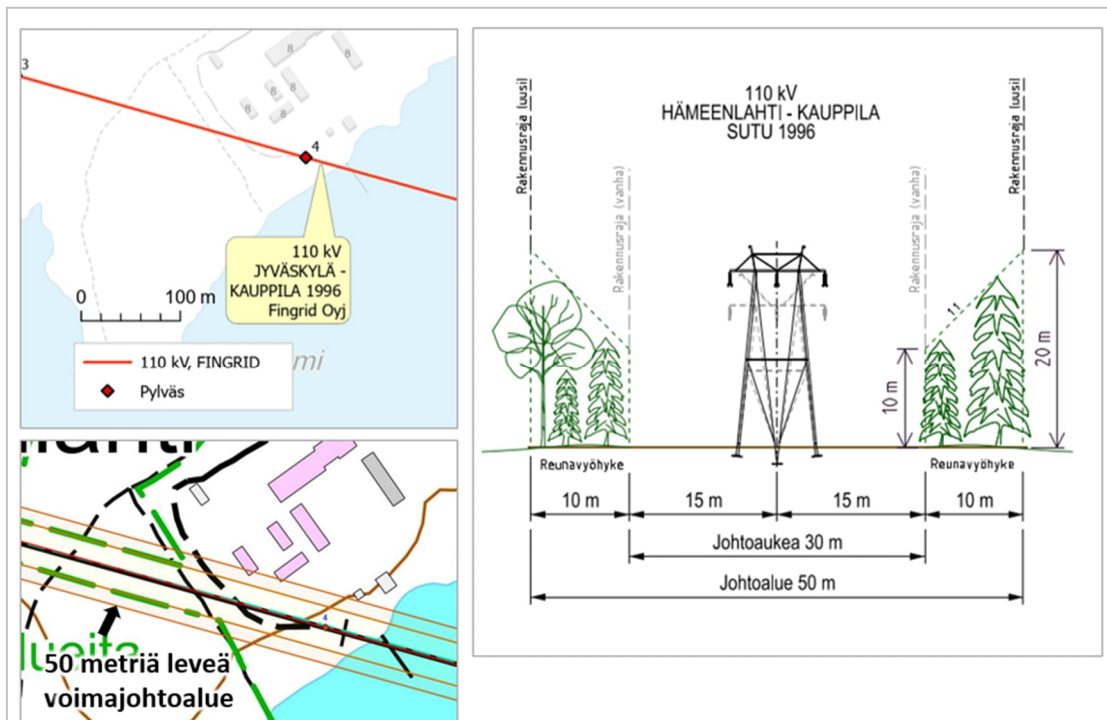 3
8
8
8
8
8
8
4
110 kV
JYVÄSKYLÄ -
KAUPPILA 1996
Fingrid Oyj
0 100 m
mi
110 kV, FINGRID
Pylväs
4
50 metriä leveä
voimajohtoalue
110 kV
HÄMEENLAHTI - KAUPPILA
SUTU 1996
Rakennusraja (uusi)
Rakennusraja (vanha)
Rakennusraja (vanha)
Rakennusraja (uusi)
11
10 m
20 m
Reunavyöhyke
Reunavyöhyke
10 m 15 m 15 m 10 m
Johtoaukea 30 m
Johtoalue 50 m